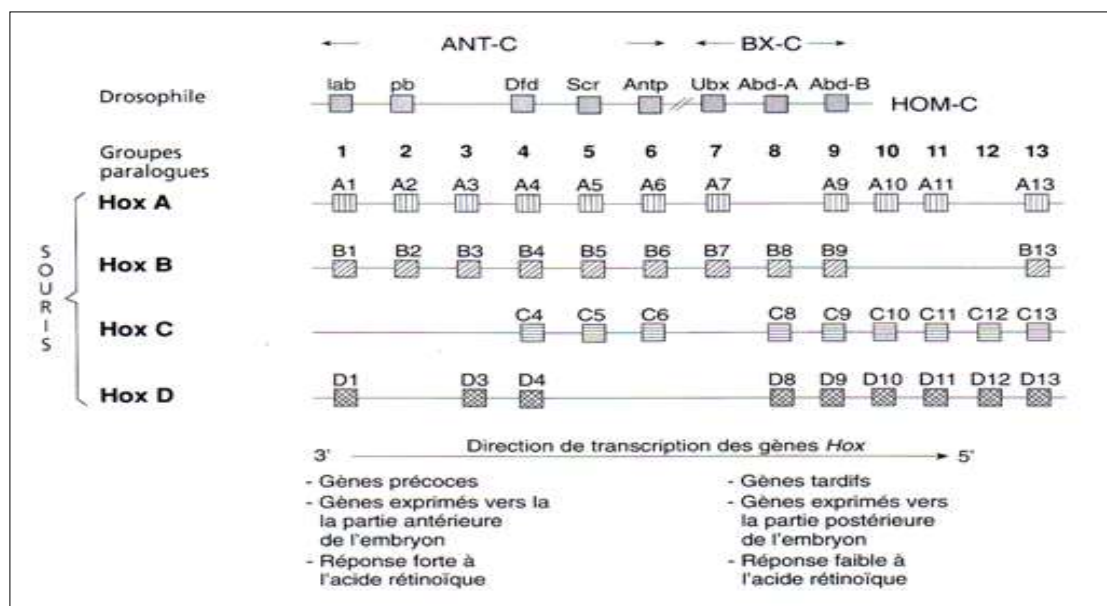 ← ANT-C → ← BX-C →
lab pb Dfd Scr Antp Ubx Abd-A Abd-B
Drosophile HOM-C
Groupes
paralogues
1 2 3 4 5 6 7 8 9 10 11 12 13
A1 A2 A3 A4 A5 A6 A7 A9 A10 A11 A13
Hox A
B1 B2 B3 B4 B5 B6 B7 B8 B9 B13
Hox B
C4 C5 C6 C8 C9 C10 C11 C12 C13
Hox C
D1 D3 D4 D8 D9 D10 D11 D12 D13
Hox D
SOURIS
Direction de transcription des gènes Hox
3' 5'
- Gènes précoces
- Gènes exprimés vers la
la partie antérieure
de l'embryon
- Réponse forte à
l'acide rétinoïque
- Gènes tardifs
- Gènes exprimés vers
la partie postérieure
de l'embryon
- Réponse faible à
l'acide rétinoïque